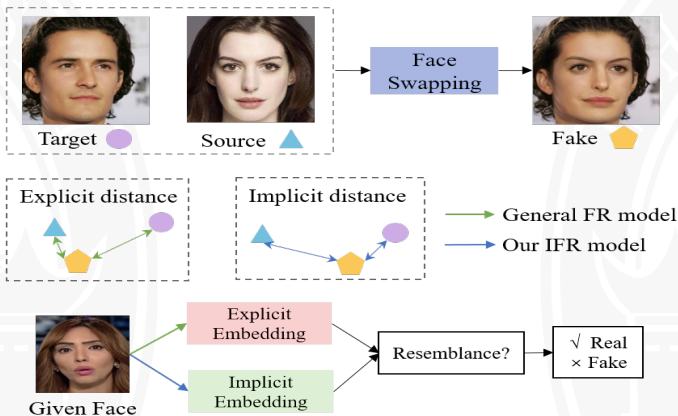 Face
Swapping
Target
Source
Fake
Explicit distance
Implicit distance
General FR model
Our IFR model
Explicit
Embedding
Implicit
Embedding
Resemblance?
√ Real
× Fake
Given Face